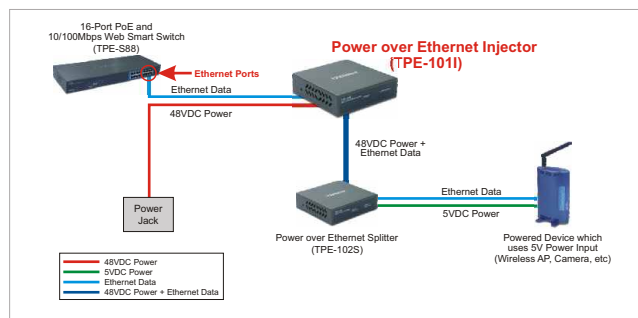 16-Port PoE and
10/100Mbps Web Smart Switch
(TPE-S88)
Ethernet Ports
Power over Ethernet Injector
(TPE-101I)
Ethernet Data
48VDC Power
48VDC Power +
Ethernet Data
Power
Jack
Ethernet Data
5VDC Power
Power over Ethernet Splitter
(TPE-102S)
Powered Device which
uses 5V Power Input
(Wireless AP, Camera, etc)
48VDC Power
5VDC Power
Ethernet Data
48VDC Power + Ethernet Data